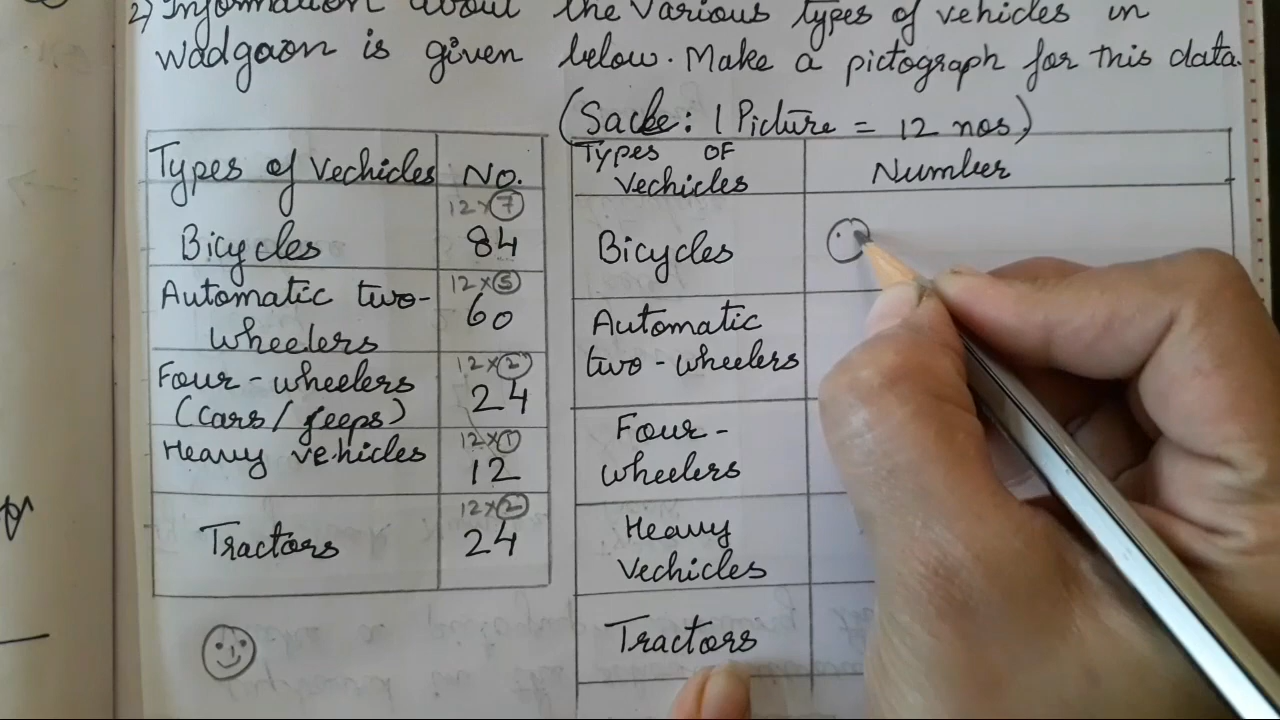 2) Information about the various types of vehicles in
Wadgaon is given below. Make a pictograph for this data.
(Sacle: 1 Picture = 12 nos)
Types of Vechicles No.
12×7
Bicycles 84
12×5
Automatic two-
wheelers 60
12×2
Four-wheelers
(cars/jeeps) 24
12×1
Heavy vehicles 12
12×2
Tractors 24
Types OF
Vechicles Number
Bicycles
Automatic
two-wheelers
Four-
wheelers
Heavy
Vechicles
Tractors